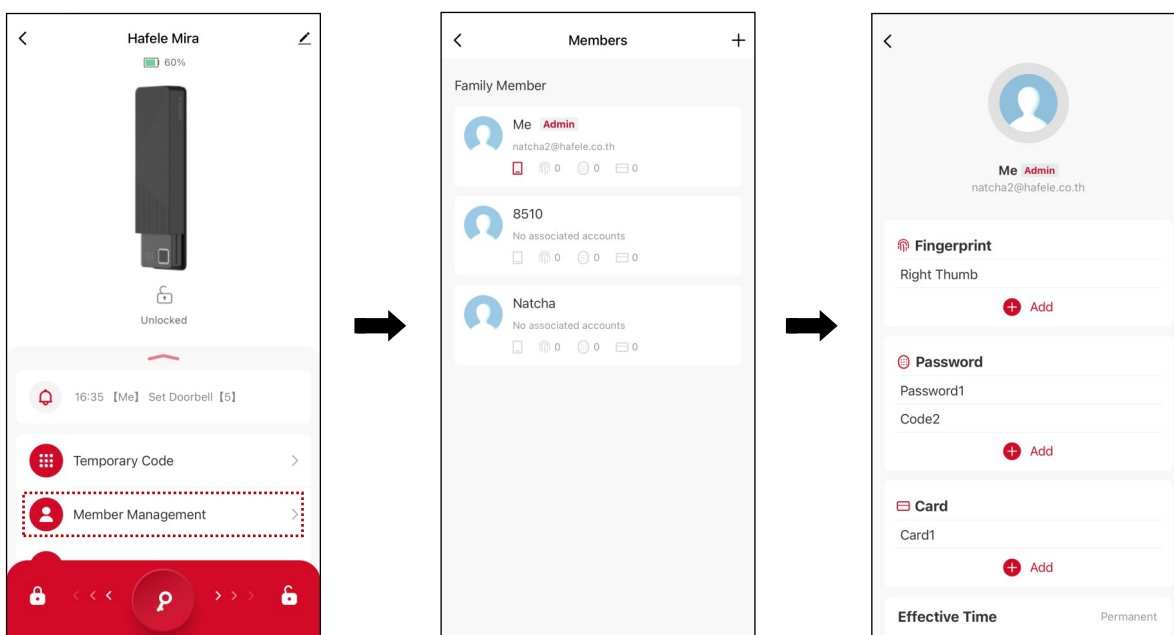 Hafele Mira
60%
Unlocked
16:35 【Me】 Set Doorbell【5】
Temporary Code
Member Management
Members
Family Member
Me Admin
natcha2@hafele.co.th
0 0 0
8510
No associated accounts
0 0 0
Natcha
No associated accounts
0 0 0
Me Admin
natcha2@hafele.co.th
Fingerprint
Right Thumb
Add
Password
Password1
Code2
Add
Card
Card1
Add
Effective Time Permanent